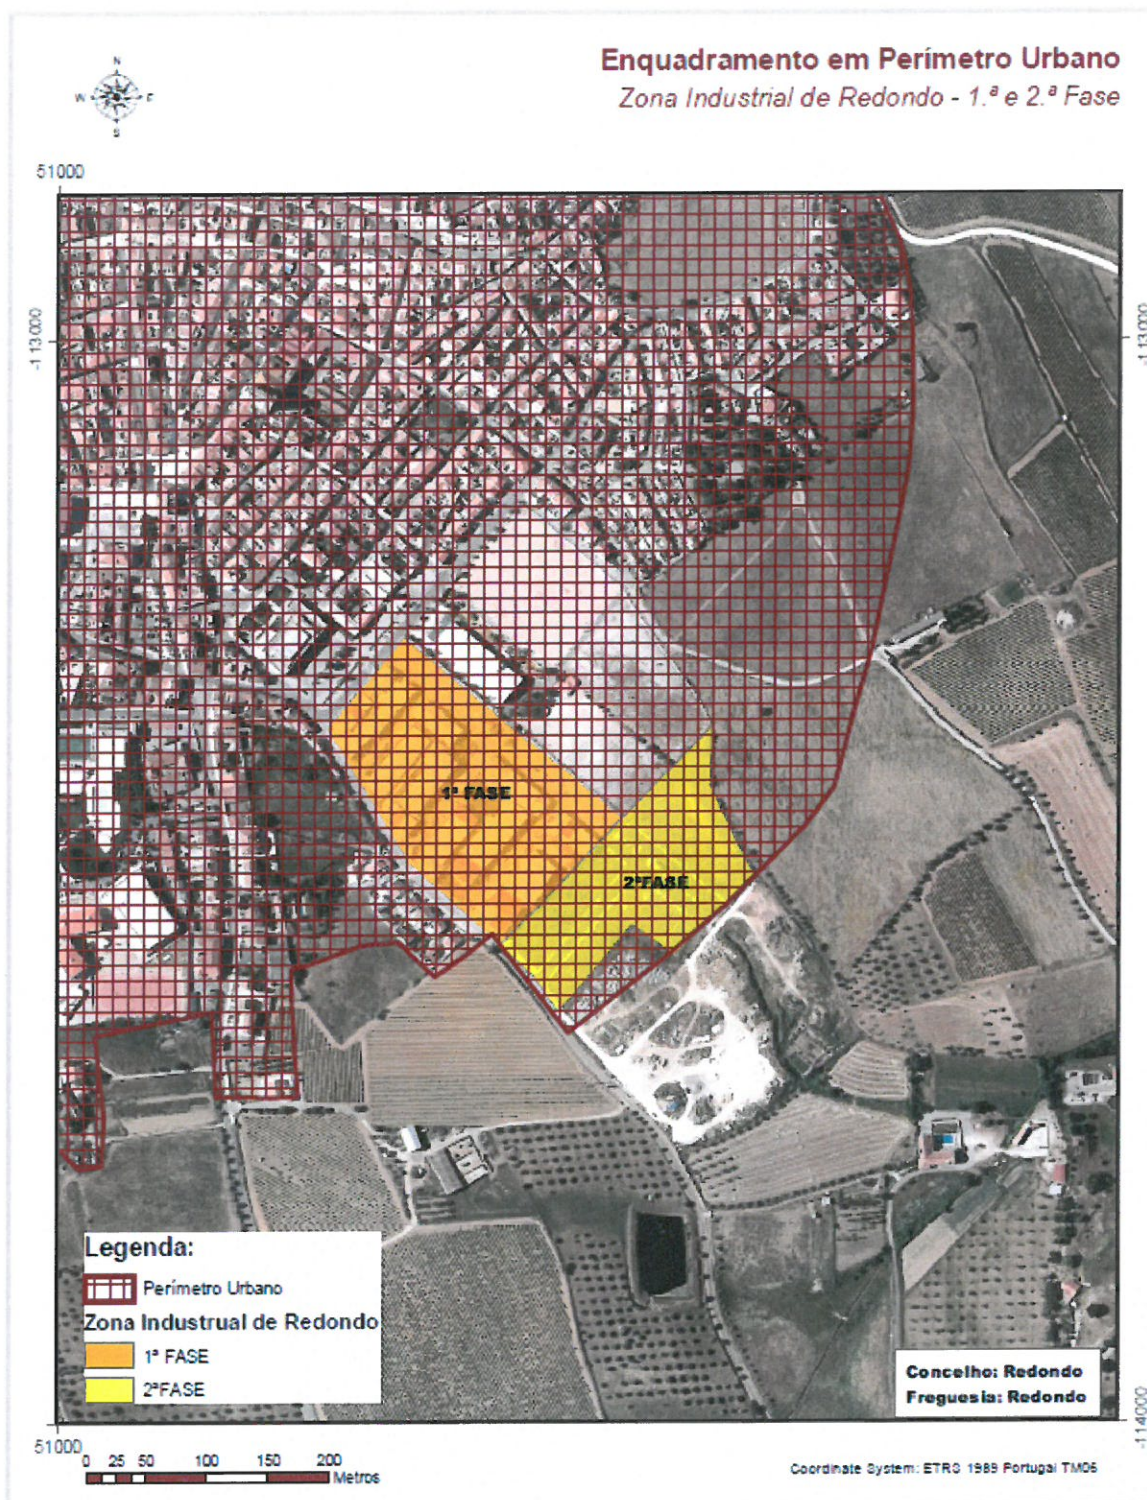 N
W E
S
Enquadramento em Perímetro Urbano
Zona Industrial de Redondo - 1.ª e 2.ª Fase
51000
-113000
-113000
1ª FASE
2ªFASE
Legenda:
Perímetro Urbano
Zona Industrual de Redondo
1ª FASE
2ªFASE
Concelho: Redondo
Freguesia: Redondo
-114000
51000
0 25 50 100 150 200
Metros
Coordinate System: ETRS 1989 Portugal TM06